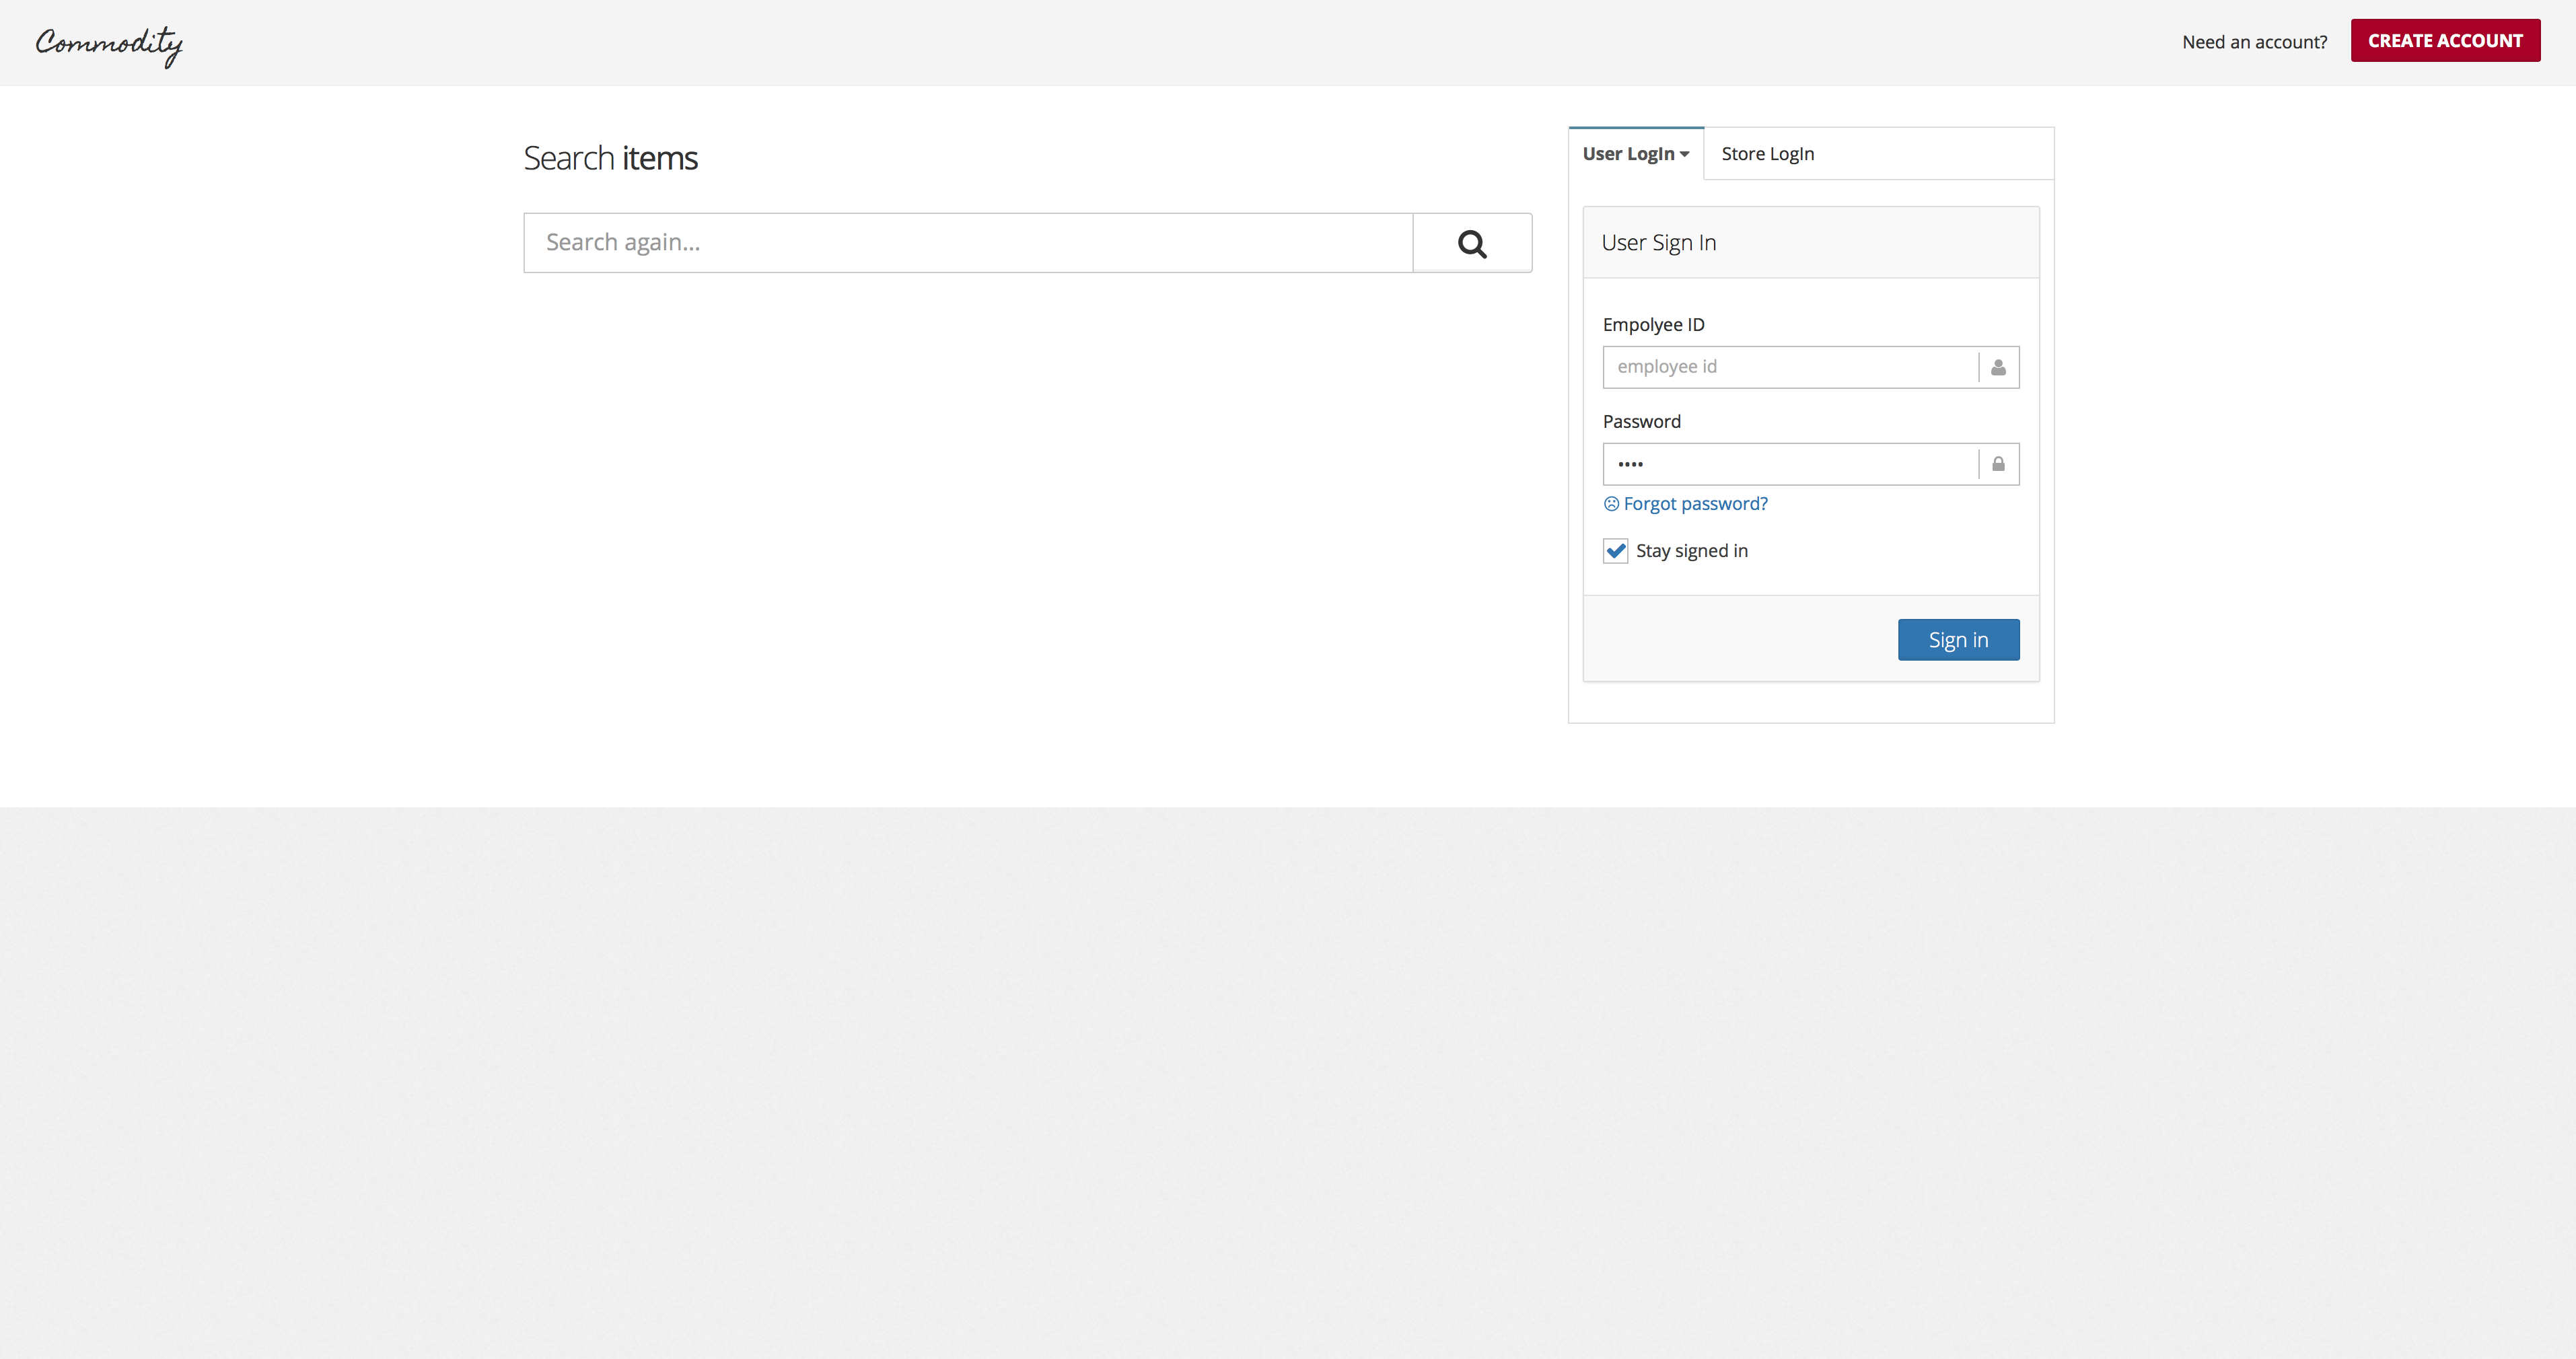 Commodity
Need an account?
CREATE ACCOUNT
Search items
Search again...
User LogIn
Store LogIn
User Sign In
Empolyee ID
employee id
Password
••••
Forgot password?
Stay signed in
Sign in